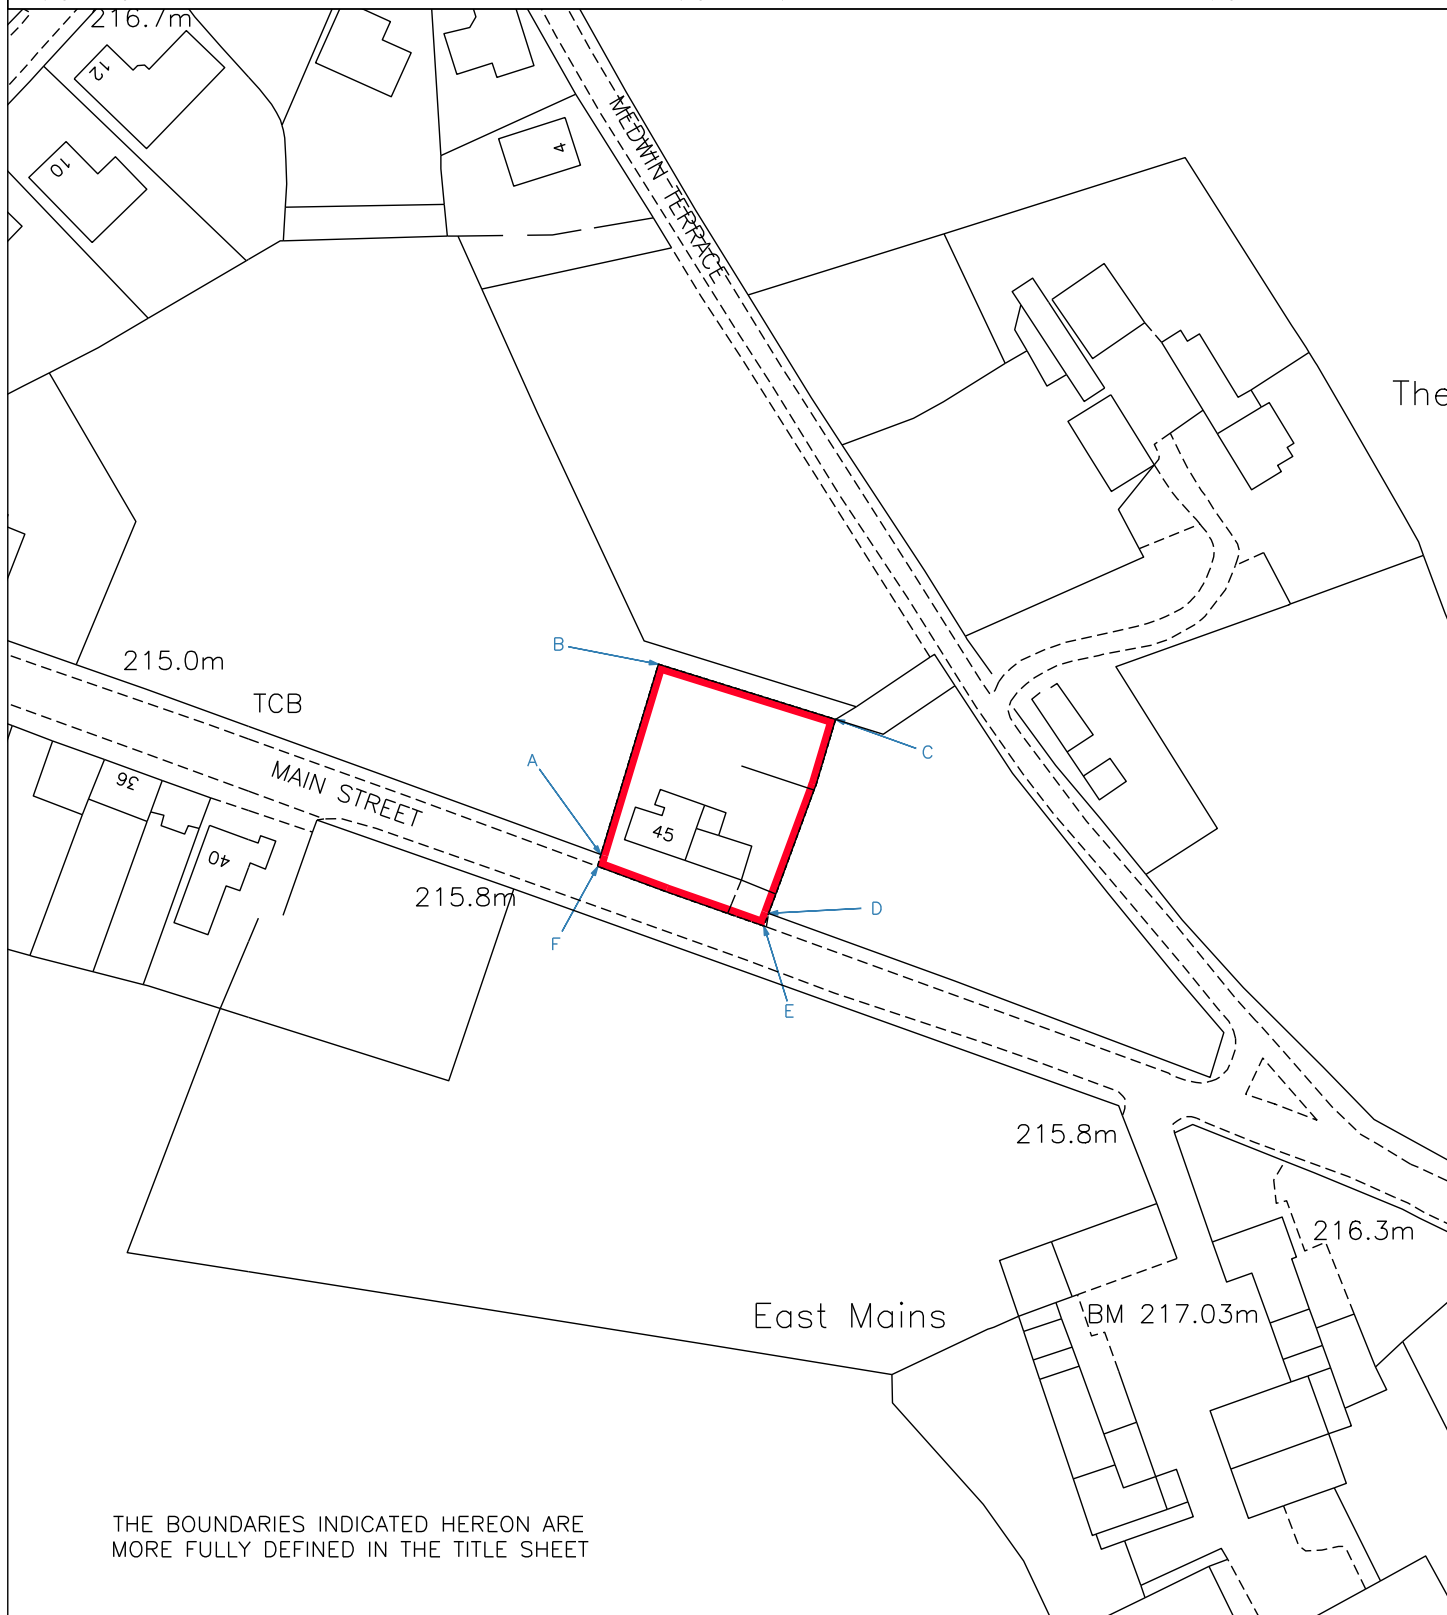 216.7m
12
10
4
MEDWIN TERRACE
The
B
215.0m
TCB
C
A
36
MAIN STREET
45
40
215.8m
D
F
E
215.8m
216.3m
East Mains
BM 217.03m
THE BOUNDARIES INDICATED HEREON ARE
MORE FULLY DEFINED IN THE TITLE SHEET